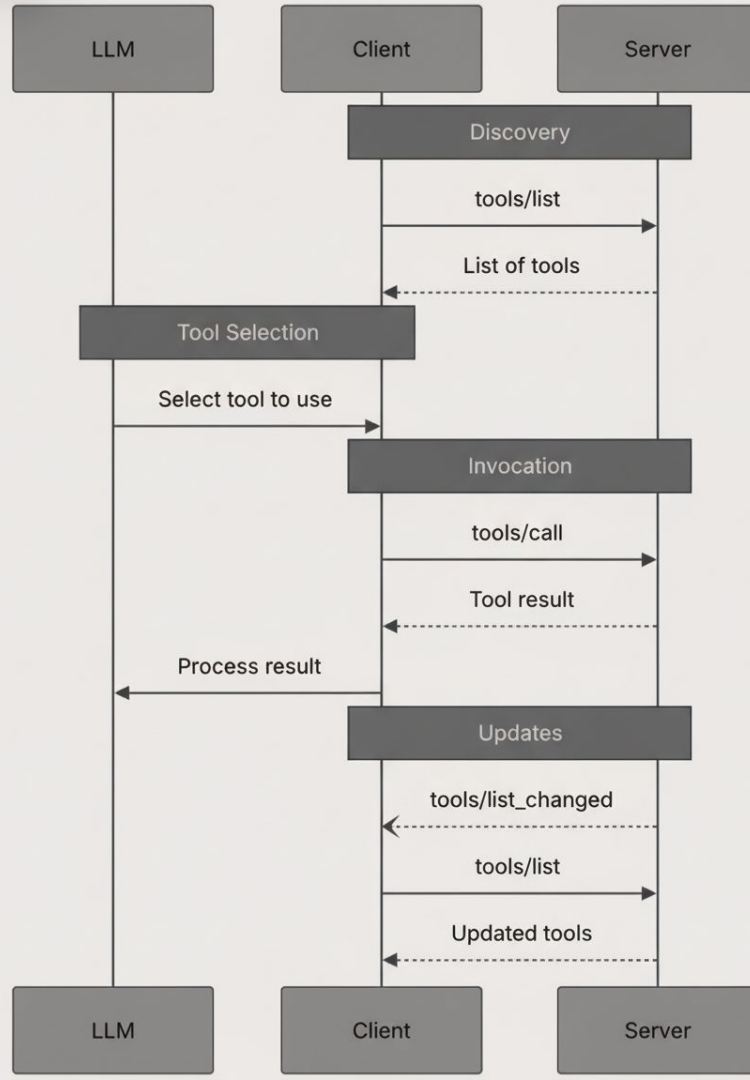 LLM
Client
Server
Discovery
tools/list
List of tools
Tool Selection
Select tool to use
Invocation
tools/call
Tool result
Process result
Updates
tools/list_changed
tools/list
Updated tools
LLM
Client
Server